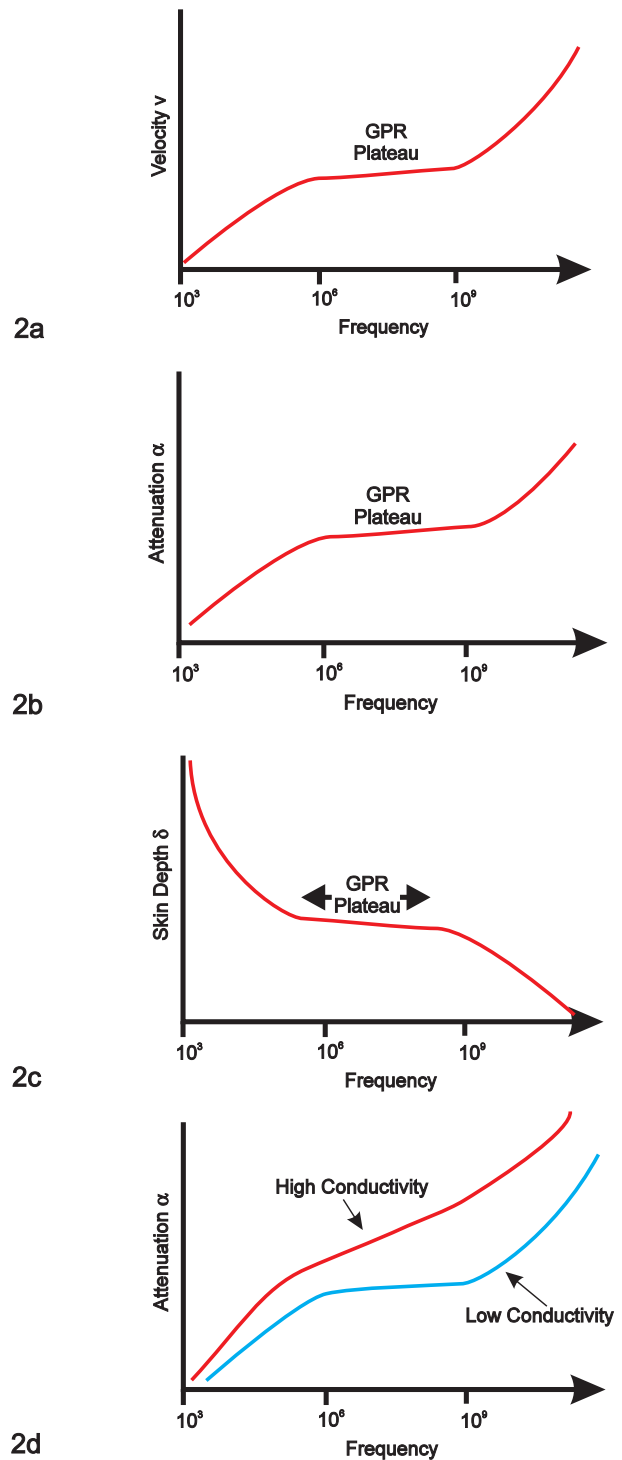 Velocity v
GPR
Plateau
10³
10⁶
10⁹
Frequency
2a
Attenuation α
GPR
Plateau
10³
10⁶
10⁹
Frequency
2b
Skin Depth δ
GPR
Plateau
10³
10⁶
10⁹
Frequency
2c
Attenuation α
High Conductivity
Low Conductivity
10³
10⁶
10⁹
Frequency
2d